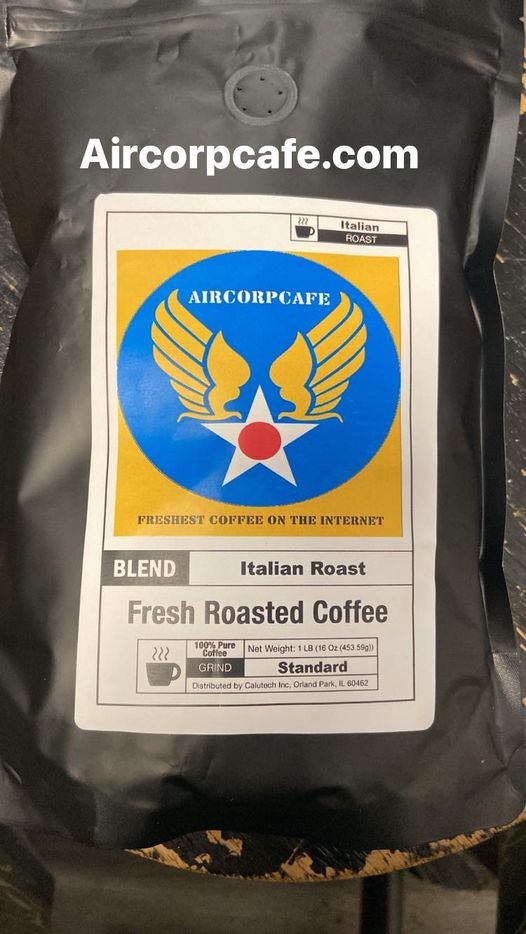 Aircorpcafe.com
Italian
ROAST
AIRCORPCAFE
FRESHEST COFFEE ON THE INTERNET
BLEND Italian Roast
Fresh Roasted Coffee
100% Pure
Coffee
Net Weight: 1 LB (16 Oz (453.59g))
GRIND Standard
Distributed by Calutech Inc, Orland Park, IL 60462